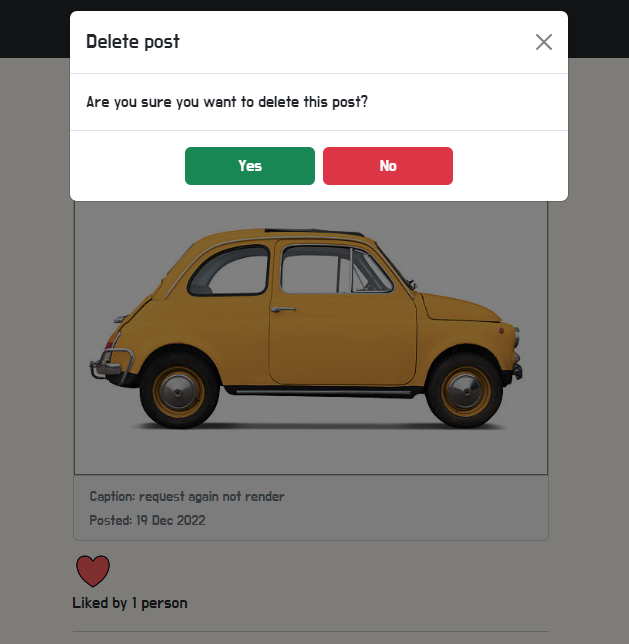 Delete post
Are you sure you want to delete this post?
Yes No
Caption: request again not render
Posted: 19 Dec 2022
Liked by 1 person